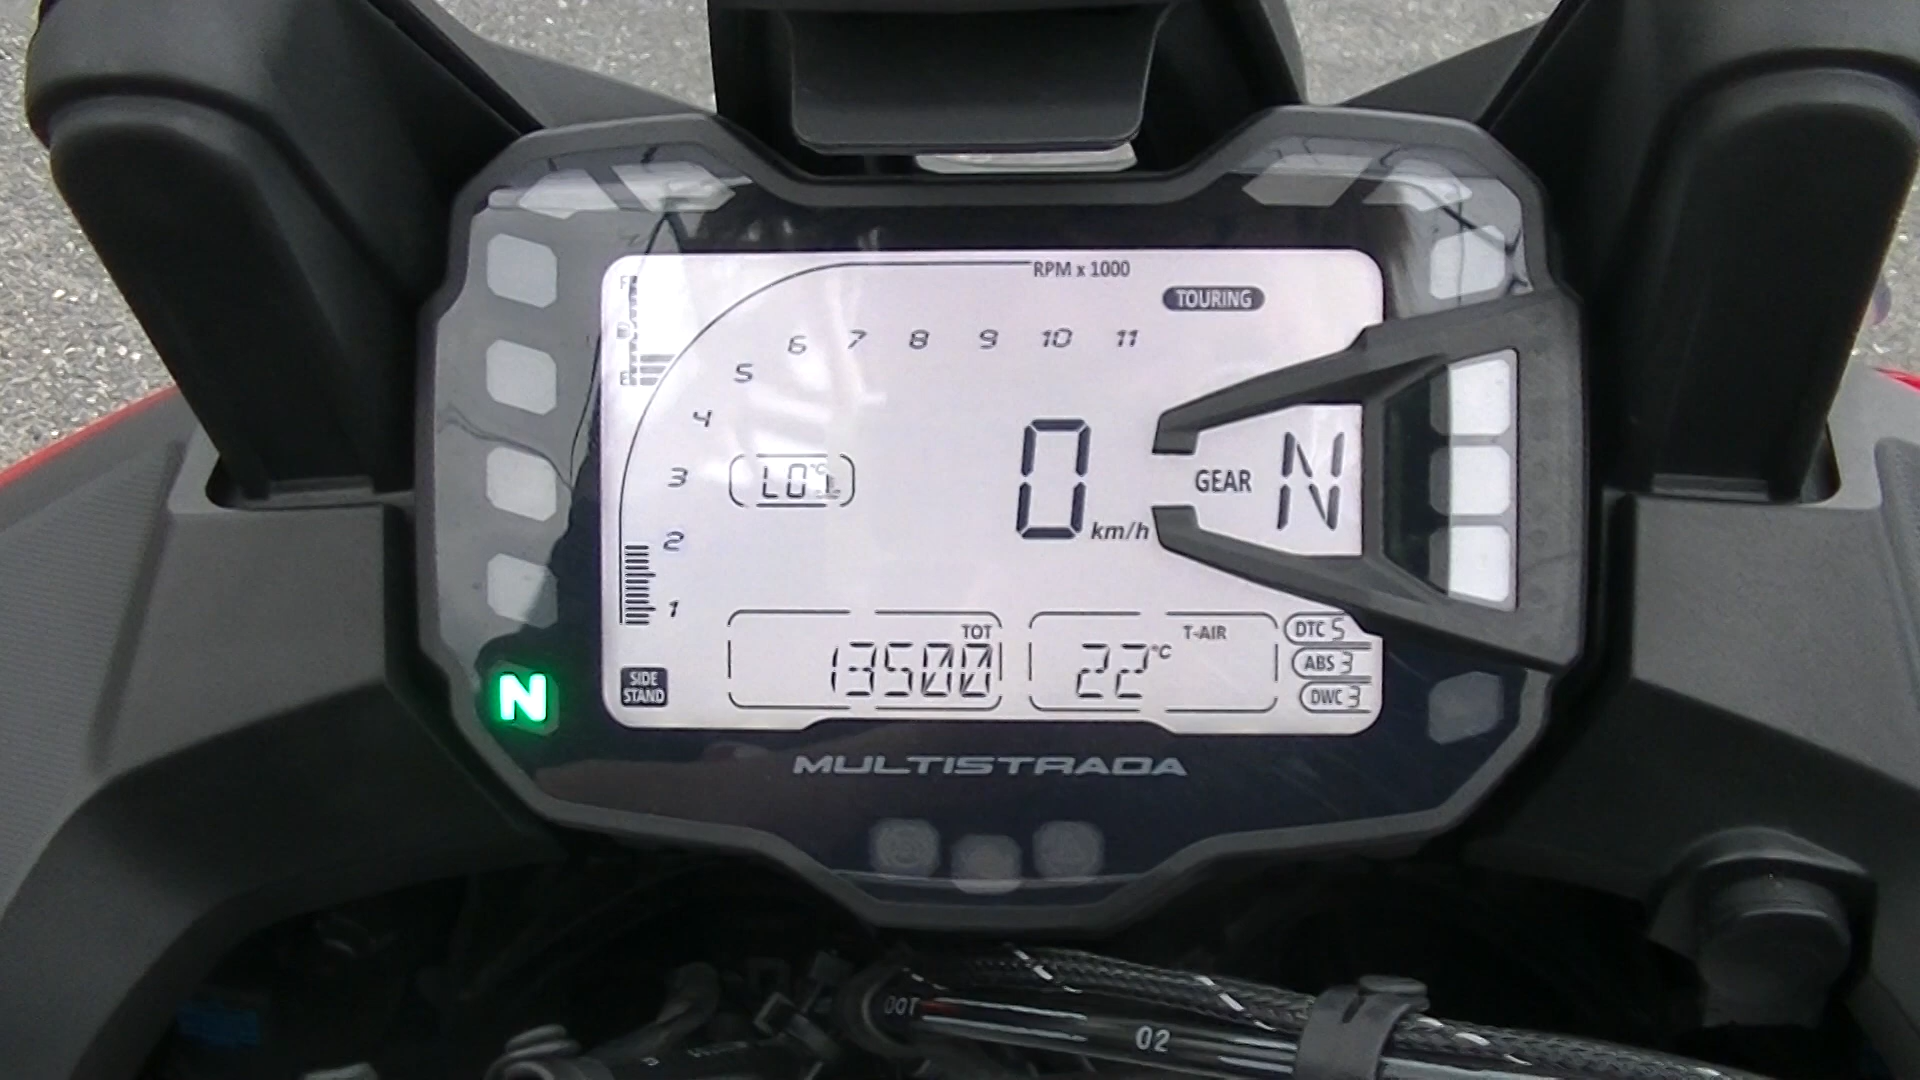 RPM x 1000
TOURING
F
E
1 2 3 4 5 6 7 8 9 10 11
LO °C
0 km/h
GEAR N
TOT
13500
T-AIR
22 °C
DTC 5
ABS 3
DWC 3
SIDE
STAND
N
MULTISTRADA
DOT
02